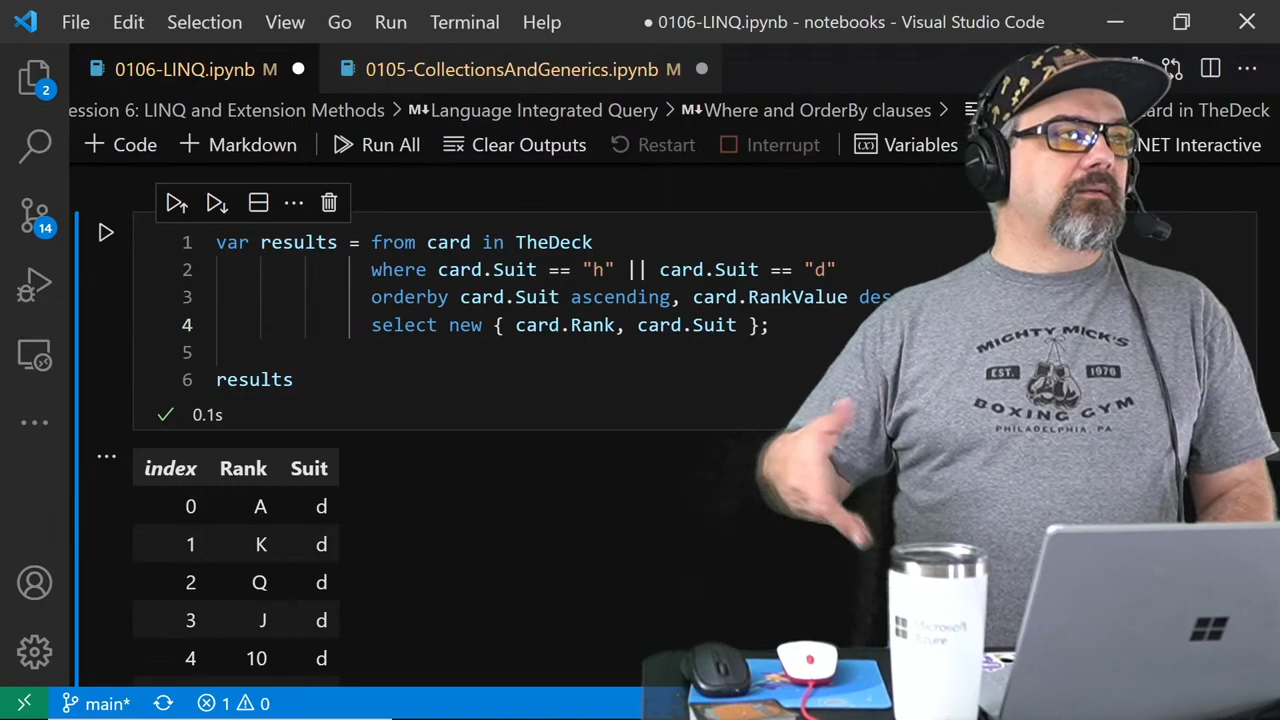 File Edit Selection View Go Run Terminal Help ● 0106-LINQ.ipynb - notebooks - Visual Studio Code
0106-LINQ.ipynb M ● 0105-CollectionsAndGenerics.ipynb M ●
2
ession 6: LINQ and Extension Methods > M↓Language Integrated Query > M↓Where and OrderBy clauses > card in TheDeck
+ Code + Markdown Run All Clear Outputs Restart Interrupt Variables .NET Interactive
14
1 var results = from card in TheDeck
2 where card.Suit == "h" || card.Suit == "d"
3 orderby card.Suit ascending, card.RankValue des
4 select new { card.Rank, card.Suit };
5
6 results
✓ 0.1s
index Rank Suit
0 A d
1 K d
2 Q d
3 J d
4 10 d
main* 1 0
MIGHTY MICK'S
EST. 1976
BOXING GYM
PHILADELPHIA, PA
Microsoft
Azure